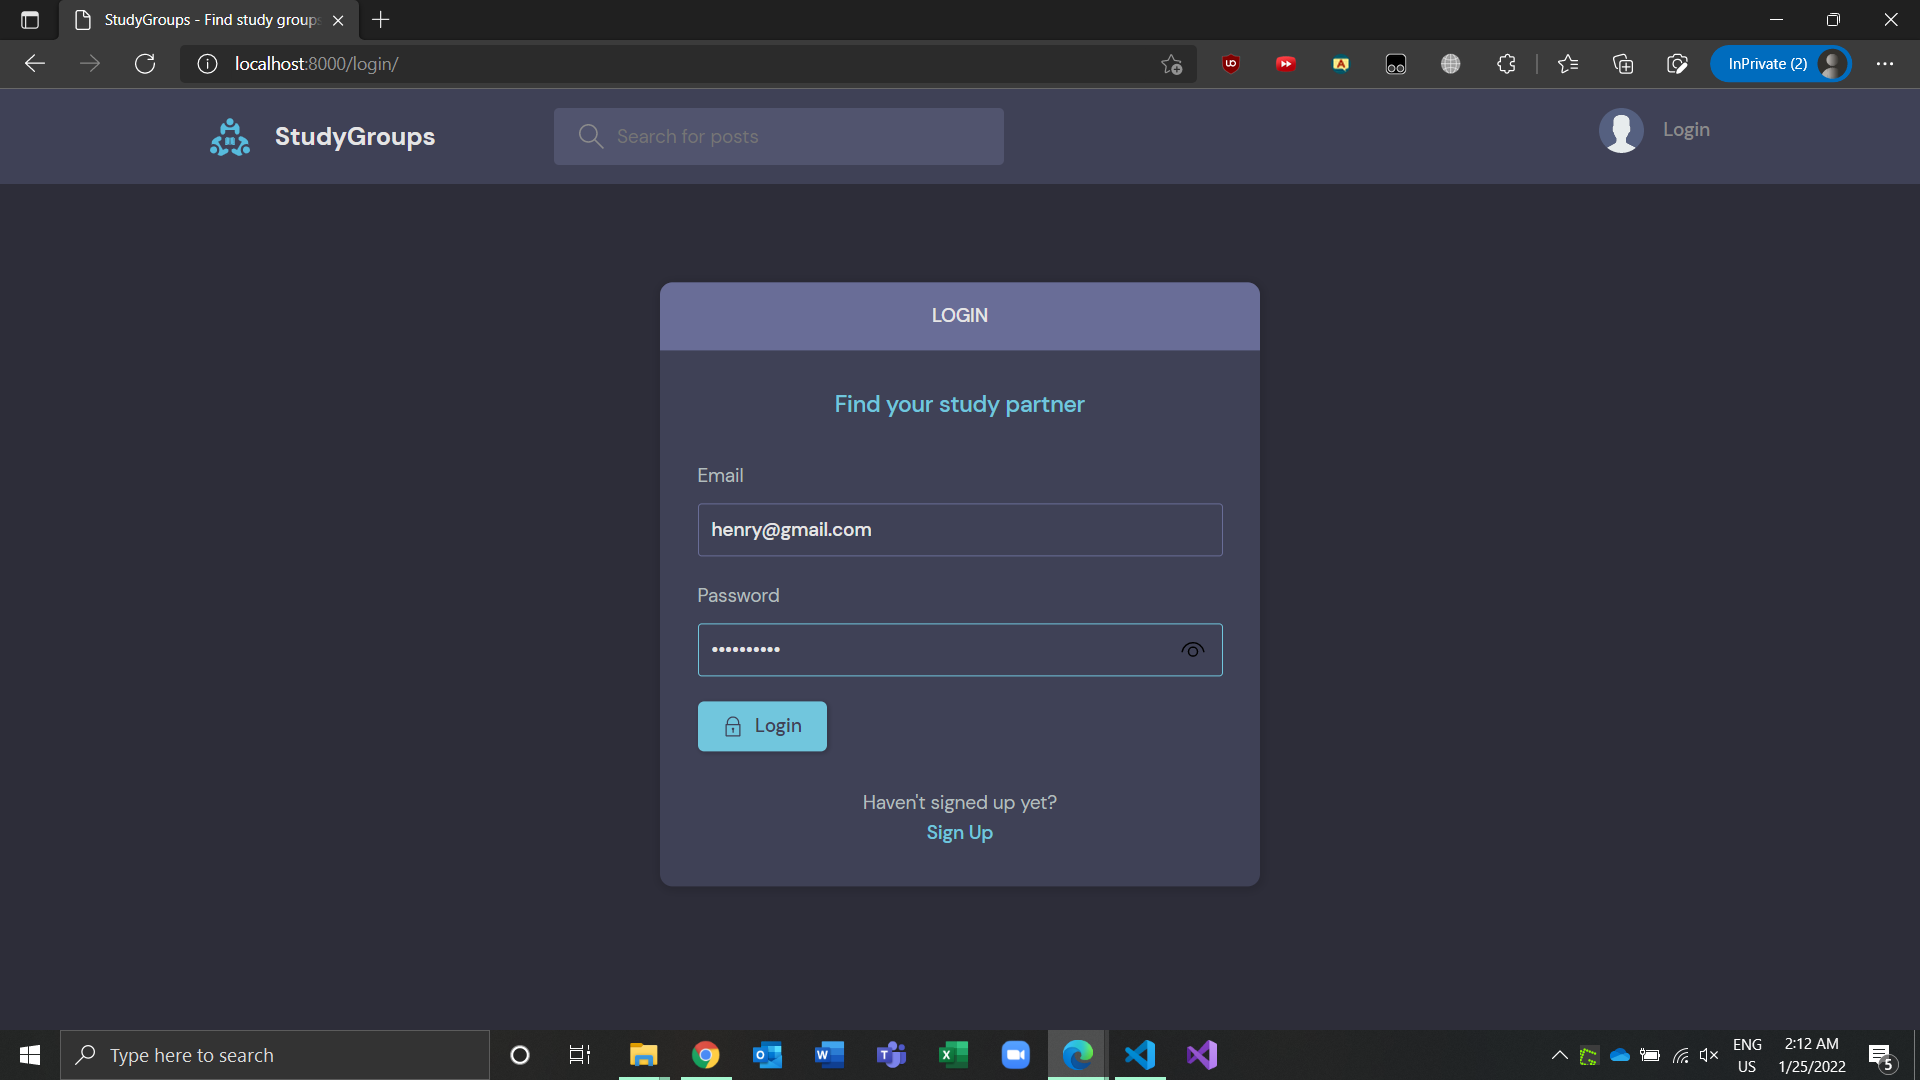 StudyGroups - Find study groups
localhost:8000/login/
InPrivate (2)
StudyGroups
Search for posts
Login
LOGIN
Find your study partner
Email
henry@gmail.com
Password
••••••••••
Login
Haven't signed up yet?
Sign Up
Type here to search
ENG
US
2:12 AM
1/25/2022
5